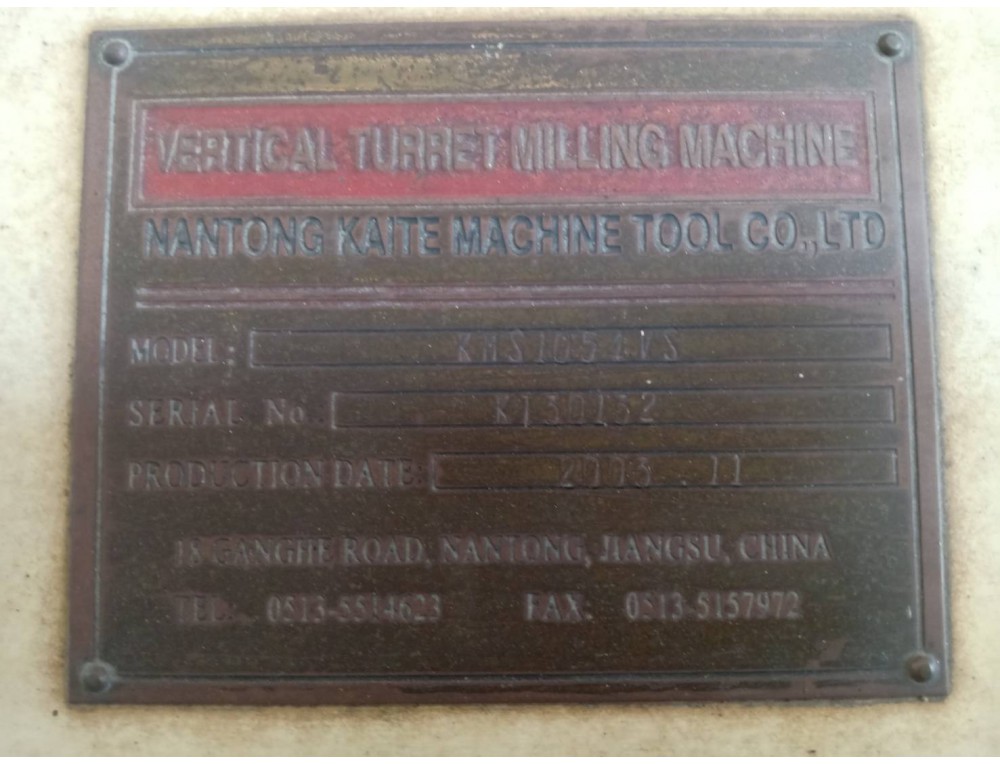 VERTICAL TURRET MILLING MACHINE
NANTONG KAITE MACHINE TOOL CO.,LTD
MODEL:
SERIAL No. K130132
PRODUCTION DATE: 2003.11
18 GANGHE ROAD, NANTONG, JIANGSU, CHINA
TEL: 0513-5514623 FAX: 0513-5157972